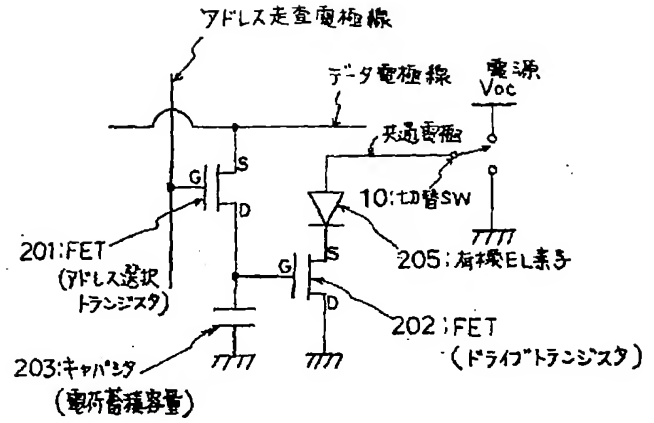 アドレス走査電極線
データ電極線
電源
Voc
共通電極
10:切替SW
S
G
D
201:FET
(アドレス選択
トランジスタ)
205:有機EL素子
G
S
D
202:FET
(ドライブトランジスタ)
203:キャパシタ
(電荷蓄積容量)